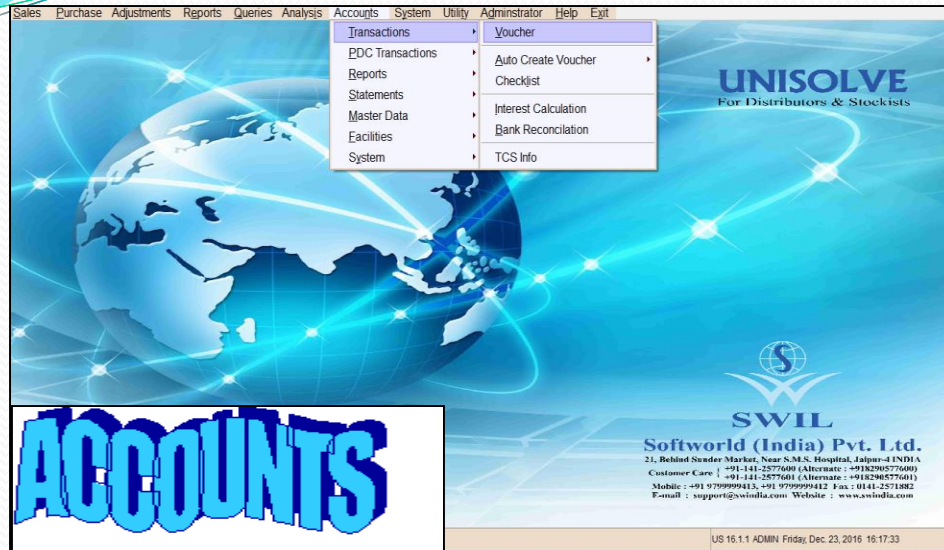 Sales Purchase Adjustments Reports Queries Analysis Accounts System Utility Adminstrator Help Exit
Transactions
PDC Transactions
Reports
Statements
Master Data
Facilities
System
Voucher
Auto Create Voucher
Checklist
Interest Calculation
Bank Reconcilation
TCS Info
UNISOLVE
For Distributors & Stockists
S
SWIL
Softworld (India) Pvt. Ltd.
21, Behind Sunder Market, Near S.M.S. Hospital, Jaipur-4 INDIA
Customer Care : +91-141-2577600 (Alternate : +918290577600)
+91-141-2577601 (Alternate : +918290577601)
Mobile : +91 9799999413, +91 9799999412 Fax : 0141-2571882
E-mail : support@swindia.com Website : www.swindia.com
ACCOUNTS
US 16.1.1 ADMIN Friday, Dec. 23, 2016 16:17:33